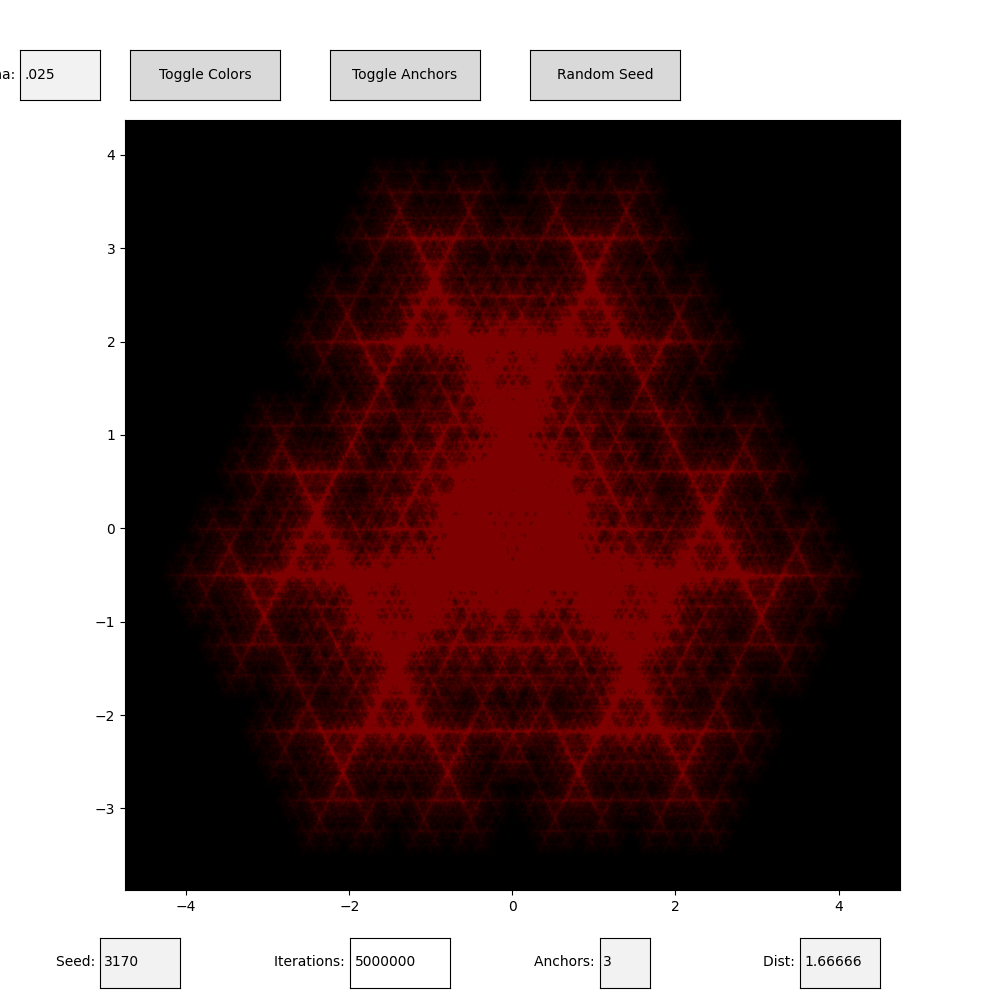 a: .025 Toggle Colors Toggle Anchors Random Seed
4
3
2
1
0
−1
−2
−3
−4 −2 0 2 4
Seed: 3170 Iterations: 5000000 Anchors: 3 Dist: 1.66666